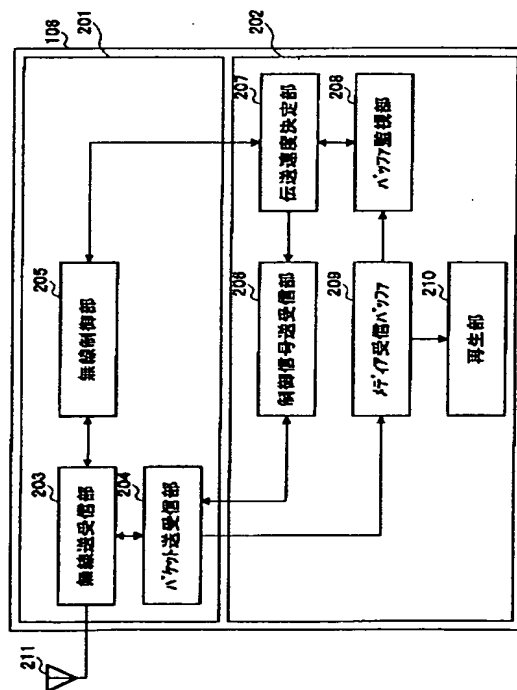 108
201
211
203
無線送受信部
205
無線制御部
204
パケット送受信部
202
206
制御信号送受信部
207
伝送速度決定部
209
メディア受信バッファ
208
バッファ監視部
210
再生部